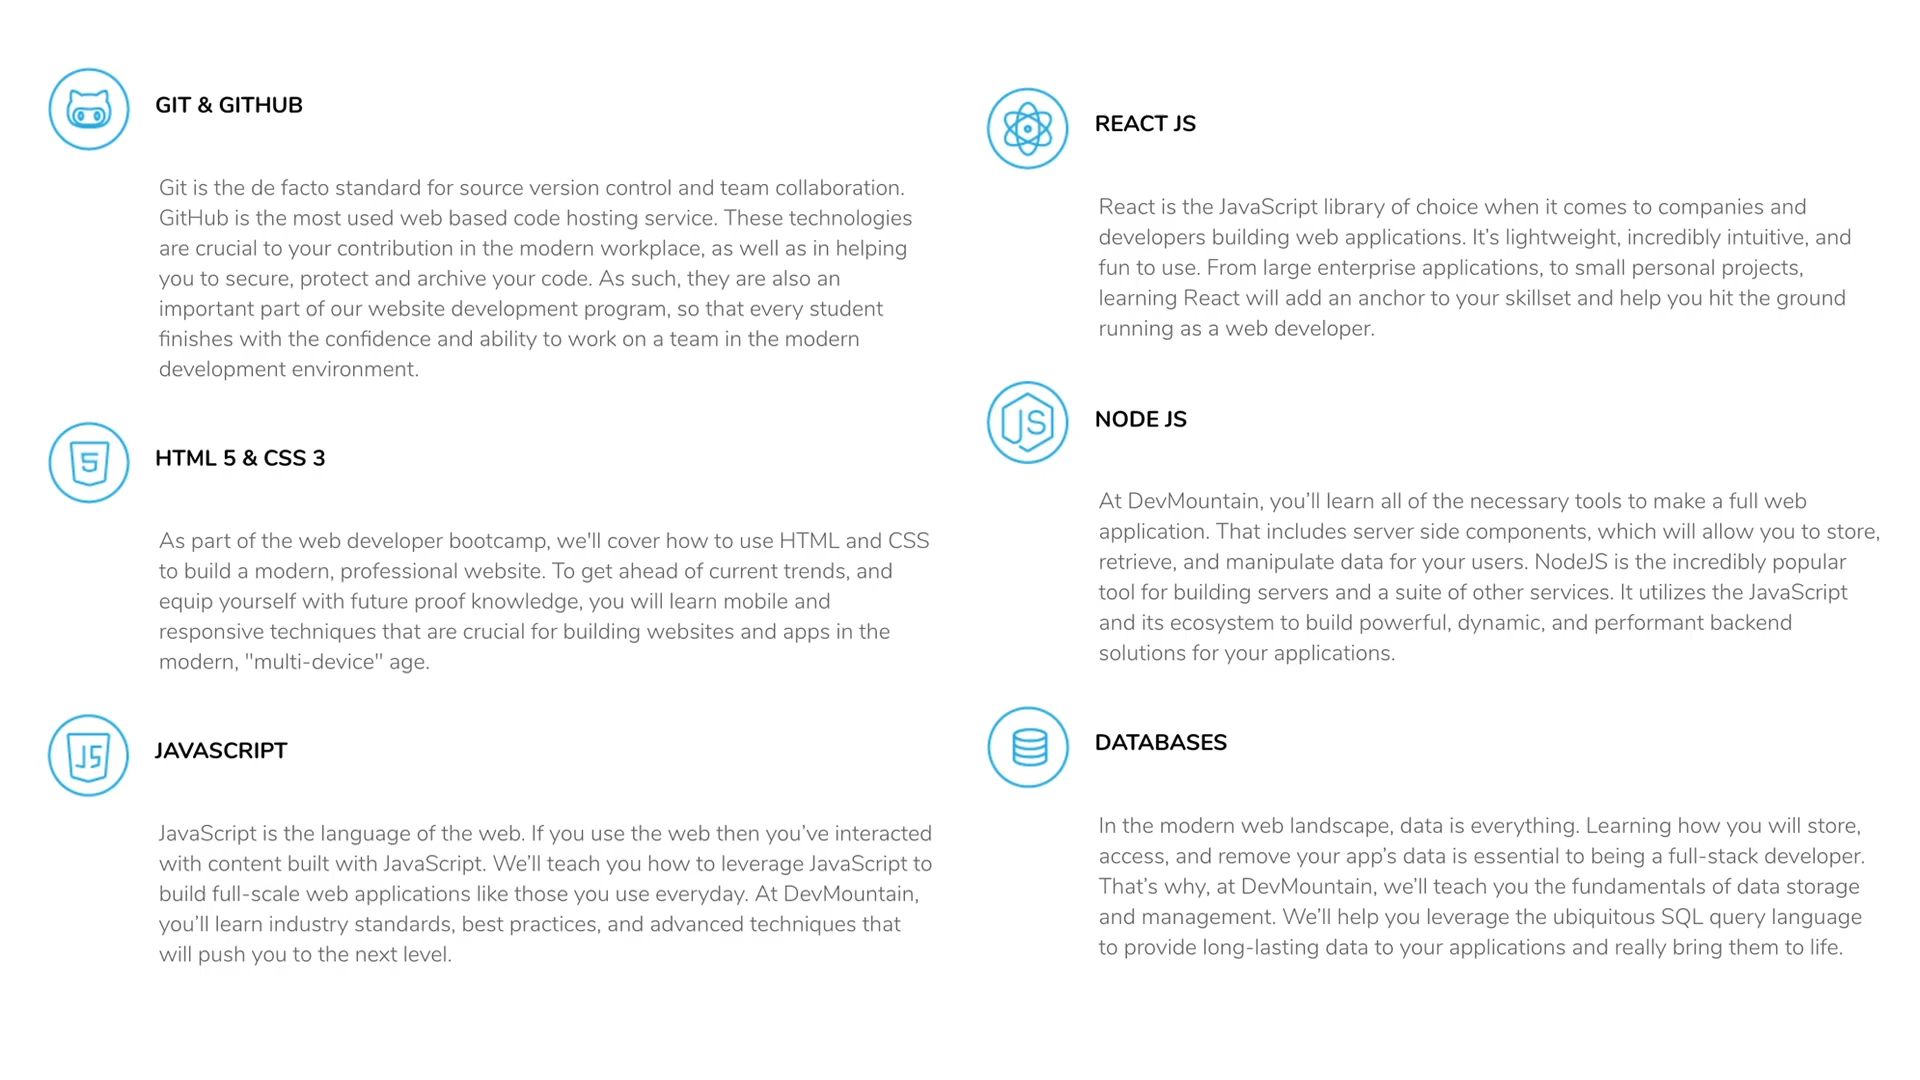 GIT & GITHUB
Git is the de facto standard for source version control and team collaboration.
GitHub is the most used web based code hosting service. These technologies
are crucial to your contribution in the modern workplace, as well as in helping
you to secure, protect and archive your code. As such, they are also an
important part of our website development program, so that every student
finishes with the confidence and ability to work on a team in the modern
development environment.
5
HTML 5 & CSS 3
As part of the web developer bootcamp, we'll cover how to use HTML and CSS
to build a modern, professional website. To get ahead of current trends, and
equip yourself with future proof knowledge, you will learn mobile and
responsive techniques that are crucial for building websites and apps in the
modern, "multi-device" age.
JS
JAVASCRIPT
JavaScript is the language of the web. If you use the web then you’ve interacted
with content built with JavaScript. We’ll teach you how to leverage JavaScript to
build full-scale web applications like those you use everyday. At DevMountain,
you’ll learn industry standards, best practices, and advanced techniques that
will push you to the next level.
REACT JS
React is the JavaScript library of choice when it comes to companies and
developers building web applications. It’s lightweight, incredibly intuitive, and
fun to use. From large enterprise applications, to small personal projects,
learning React will add an anchor to your skillset and help you hit the ground
running as a web developer.
JS
NODE JS
At DevMountain, you’ll learn all of the necessary tools to make a full web
application. That includes server side components, which will allow you to store,
retrieve, and manipulate data for your users. NodeJS is the incredibly popular
tool for building servers and a suite of other services. It utilizes the JavaScript
and its ecosystem to build powerful, dynamic, and performant backend
solutions for your applications.
DATABASES
In the modern web landscape, data is everything. Learning how you will store,
access, and remove your app’s data is essential to being a full-stack developer.
That’s why, at DevMountain, we’ll teach you the fundamentals of data storage
and management. We’ll help you leverage the ubiquitous SQL query language
to provide long-lasting data to your applications and really bring them to life.